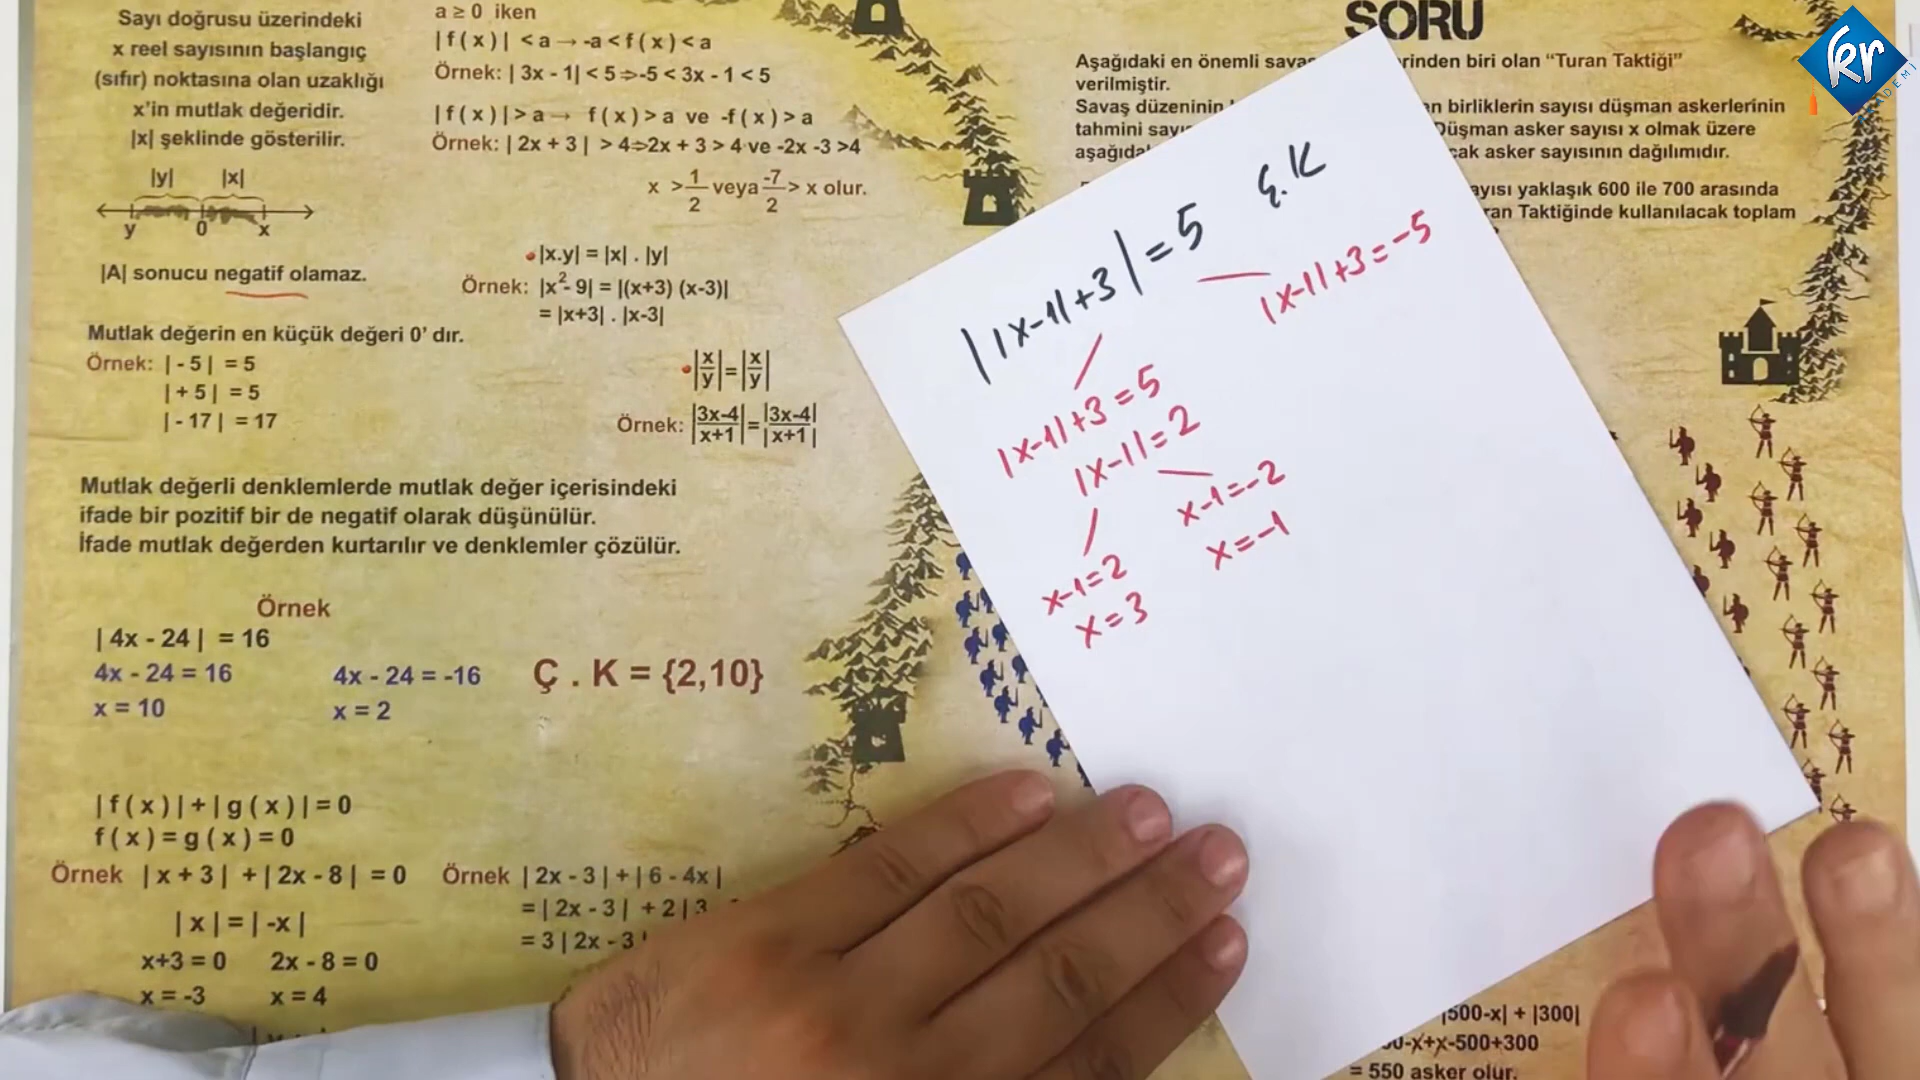 Sayı doğrusu üzerindeki
x reel sayısının başlangıç
(sıfır) noktasına olan uzaklığı
x'in mutlak değeridir.
|x| şeklinde gösterilir.
|y| |x|
y 0 x
|A| sonucu negatif olamaz.
Mutlak değerin en küçük değeri 0' dır.
Örnek: | - 5 | = 5
| + 5 | = 5
| - 17 | = 17
a ≥ 0 iken
| f ( x ) | < a → -a < f ( x ) < a
Örnek: | 3x - 1| < 5 ⇒ -5 < 3x - 1 < 5
| f ( x ) | > a → f ( x ) > a ve -f ( x ) > a
Örnek: | 2x + 3 | > 4 ⇒ 2x + 3 > 4 ve -2x -3 >4
x > 1/2 veya -7/2 > x olur.
|x.y| = |x| . |y|
Örnek: |x²- 9| = |(x+3) (x-3)|
= |x+3| . |x-3|
|x/y| = |x/y|
Örnek: |3x-4/x+1| = |3x-4|/|x+1|
Mutlak değerli denklemlerde mutlak değer içerisindeki
ifade bir pozitif bir de negatif olarak düşünülür.
İfade mutlak değerden kurtarılır ve denklemler çözülür.
Örnek
| 4x - 24 | = 16
4x - 24 = 16 4x - 24 = -16 Ç . K = {2,10}
x = 10 x = 2
| f ( x ) | + | g ( x ) | = 0
f ( x ) = g ( x ) = 0
Örnek | x + 3 | + | 2x - 8 | = 0
| x | = | -x |
x+3 = 0 2x - 8 = 0
x = -3 x = 4
Örnek | 2x - 3 | + | 6 - 4x |
= | 2x - 3 | + 2 | 3
= 3 | 2x - 3
SORU
Aşağıdaki en önemli rinden biri olan “Turan Taktiği”
verilmiştir.
Savaş düzeninin birliklerin sayısı düşman askerlerinin
tahmini Düşman asker sayısı x olmak üzere
asker sayısının dağılımıdır.
yaklaşık 600 ile 700 arasında
Taktiğinde kullanılacak toplam
||x-1|+3|=5 Ç.K
|x-1|+3=5 |x-1|+3=-5
|x-1|=2
x-1=2 x-1=-2
x=3 x=-1
|500-x| + |300|
-x+x-500+300
= 550 asker olur.
kr